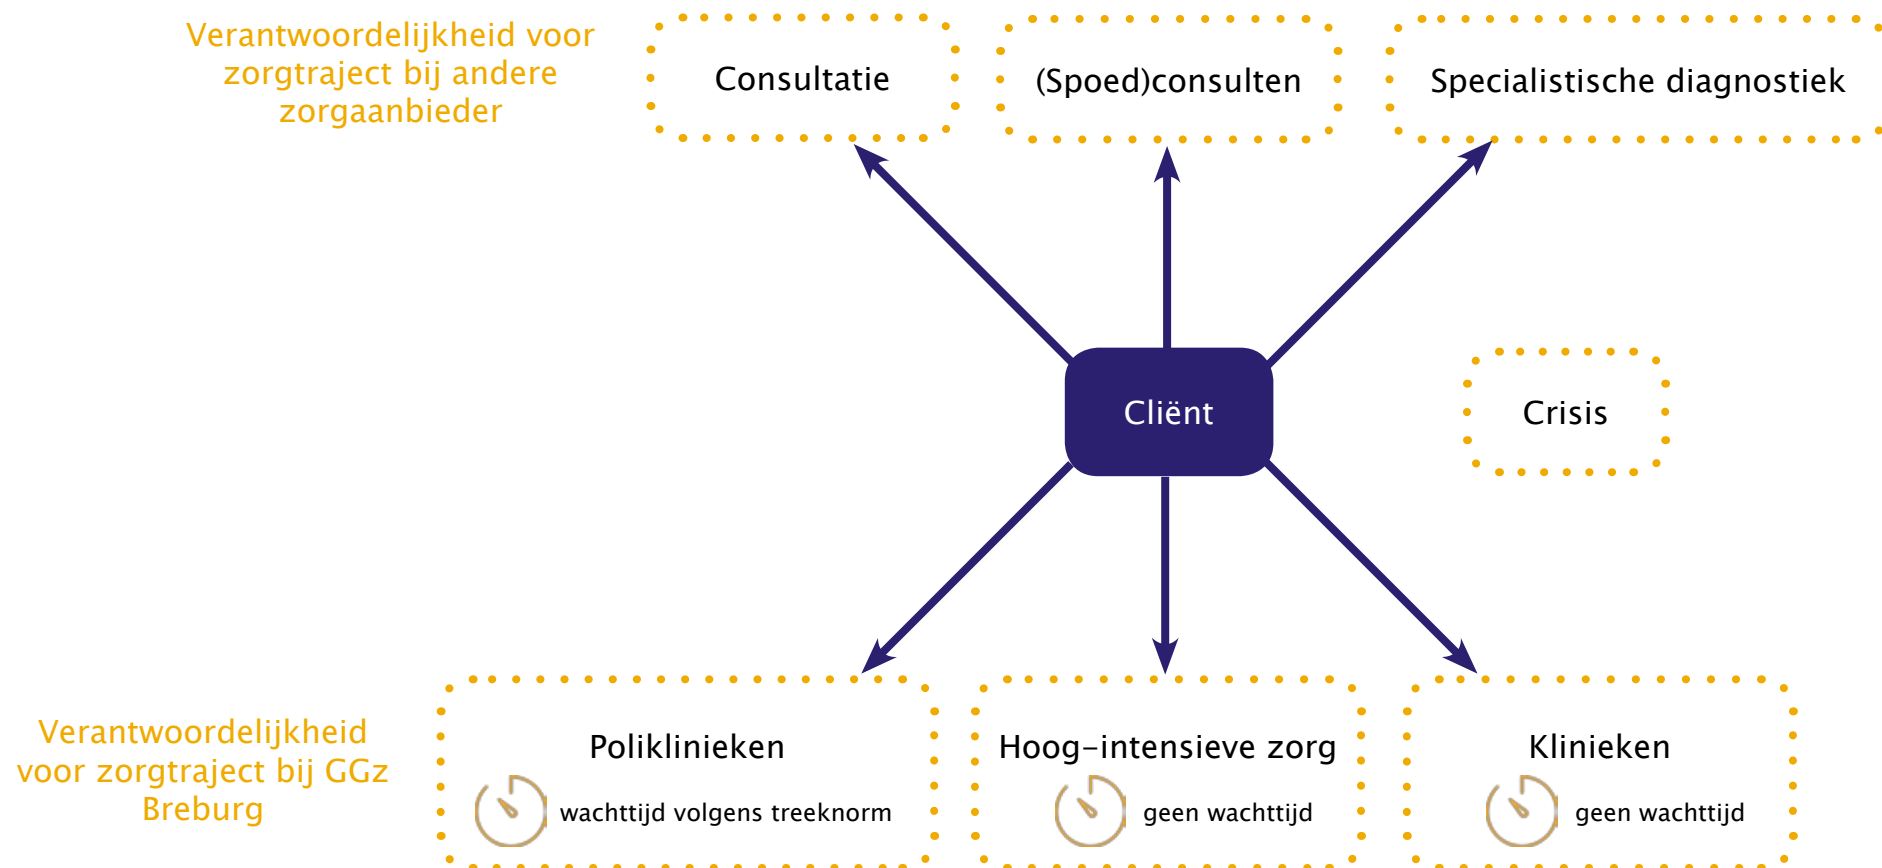 Verantwoordelijkheid voor
zorgtraject bij andere
zorgaanbieder
Consultatie
(Spoed)consulten
Specialistische diagnostiek
Cliënt
Crisis
Verantwoordelijkheid
voor zorgtraject bij GGz
Breburg
Poliklinieken
wachttijd volgens treeknorm
Hoog-intensieve zorg
geen wachttijd
Klinieken
geen wachttijd